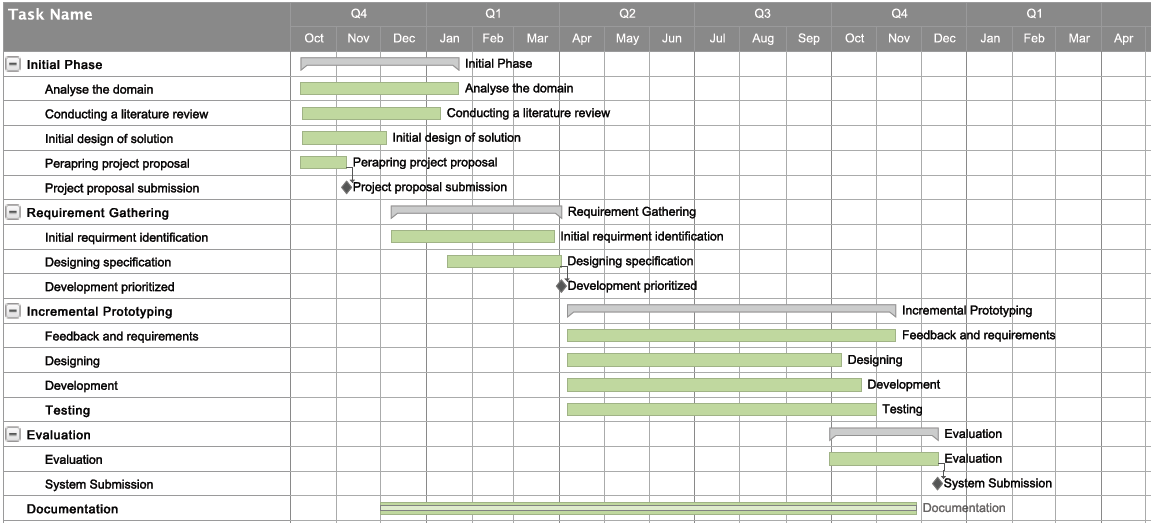 Task Name Q4 Q1 Q2 Q3 Q4 Q1
Oct Nov Dec Jan Feb Mar Apr May Jun Jul Aug Sep Oct Nov Dec Jan Feb Mar Apr
Initial Phase Initial Phase
Analyse the domain Analyse the domain
Conducting a literature review Conducting a literature review
Initial design of solution Initial design of solution
Perapring project proposal Perapring project proposal
Project proposal submission Project proposal submission
Requirement Gathering Requirement Gathering
Initial requirment identification Initial requirment identification
Designing specification Designing specification
Development prioritized Development prioritized
Incremental Prototyping Incremental Prototyping
Feedback and requirements Feedback and requirements
Designing Designing
Development Development
Testing Testing
Evaluation Evaluation
Evaluation Evaluation
System Submission System Submission
Documentation Documentation